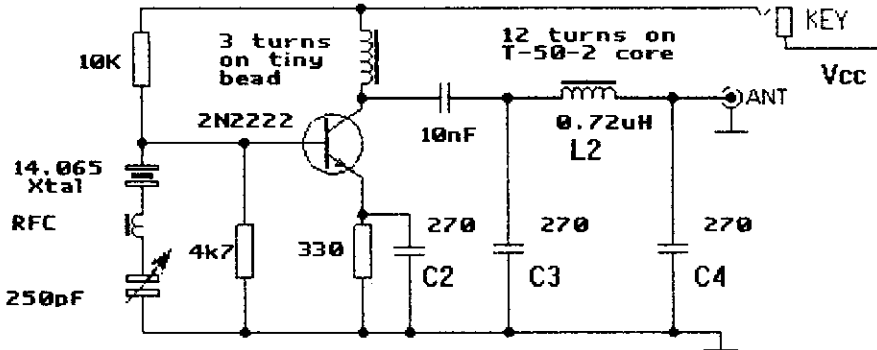 KEY
3 turns
on tiny
bead
12 turns on
T-50-2 core
10K
Vcc
ANT
2N2222
10nF
0.72uH
L2
14.065
Xtal
RFC
250pF
4k7
330
270
C2
270
C3
270
C4